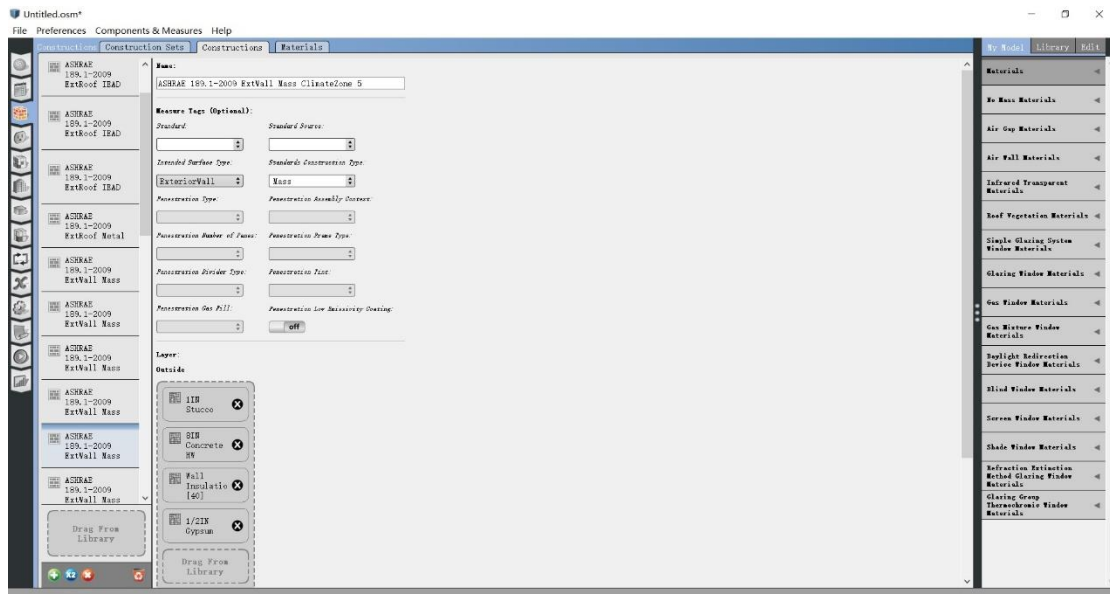 Untitled.osm*
File Preferences Components & Measures Help
Constructions Construction Sets Constructions Materials
My Model Library Edit
ASHRAE
189.1-2009
ExtRoof IEAD
ASHRAE
189.1-2009
ExtRoof IEAD
ASHRAE
189.1-2009
ExtRoof IEAD
ASHRAE
189.1-2009
ExtRoof Metal
ASHRAE
189.1-2009
ExtWall Mass
ASHRAE
189.1-2009
ExtWall Mass
ASHRAE
189.1-2009
ExtWall Mass
ASHRAE
189.1-2009
ExtWall Mass
ASHRAE
189.1-2009
ExtWall Mass
ASHRAE
189.1-2009
ExtWall Mass
Drag From
Library
X2
Name:
ASHRAE 189.1-2009 ExtWall Mass ClimateZone 5
Measure Tags (Optional):
Standard: Standard Source:
Intended Surface Type: Standards Construction Type:
ExteriorWall Mass
Fenestration Type: Fenestration Assembly Context:
Fenestration Number of Panes: Fenestration Frame Type:
Fenestration Divider Type: Fenestration Tint:
Fenestration Gas Fill: Fenestration Low Emissivity Coating:
off
Layer:
Outside
1IN
Stucco
8IN
Concrete
HW
Wall
Insulatio
[40]
1/2IN
Gypsum
Drag From
Library
Materials
No Mass Materials
Air Gap Materials
Air Wall Materials
Infrared Transparent
Materials
Roof Vegetation Materials
Simple Glazing System
Window Materials
Glazing Window Materials
Gas Window Materials
Gas Mixture Window
Materials
Daylight Redirection
Device Window Materials
Blind Window Materials
Screen Window Materials
Shade Window Materials
Refraction Extinction
Method Glazing Window
Materials
Glazing Group
Thermochromic Window
Materials